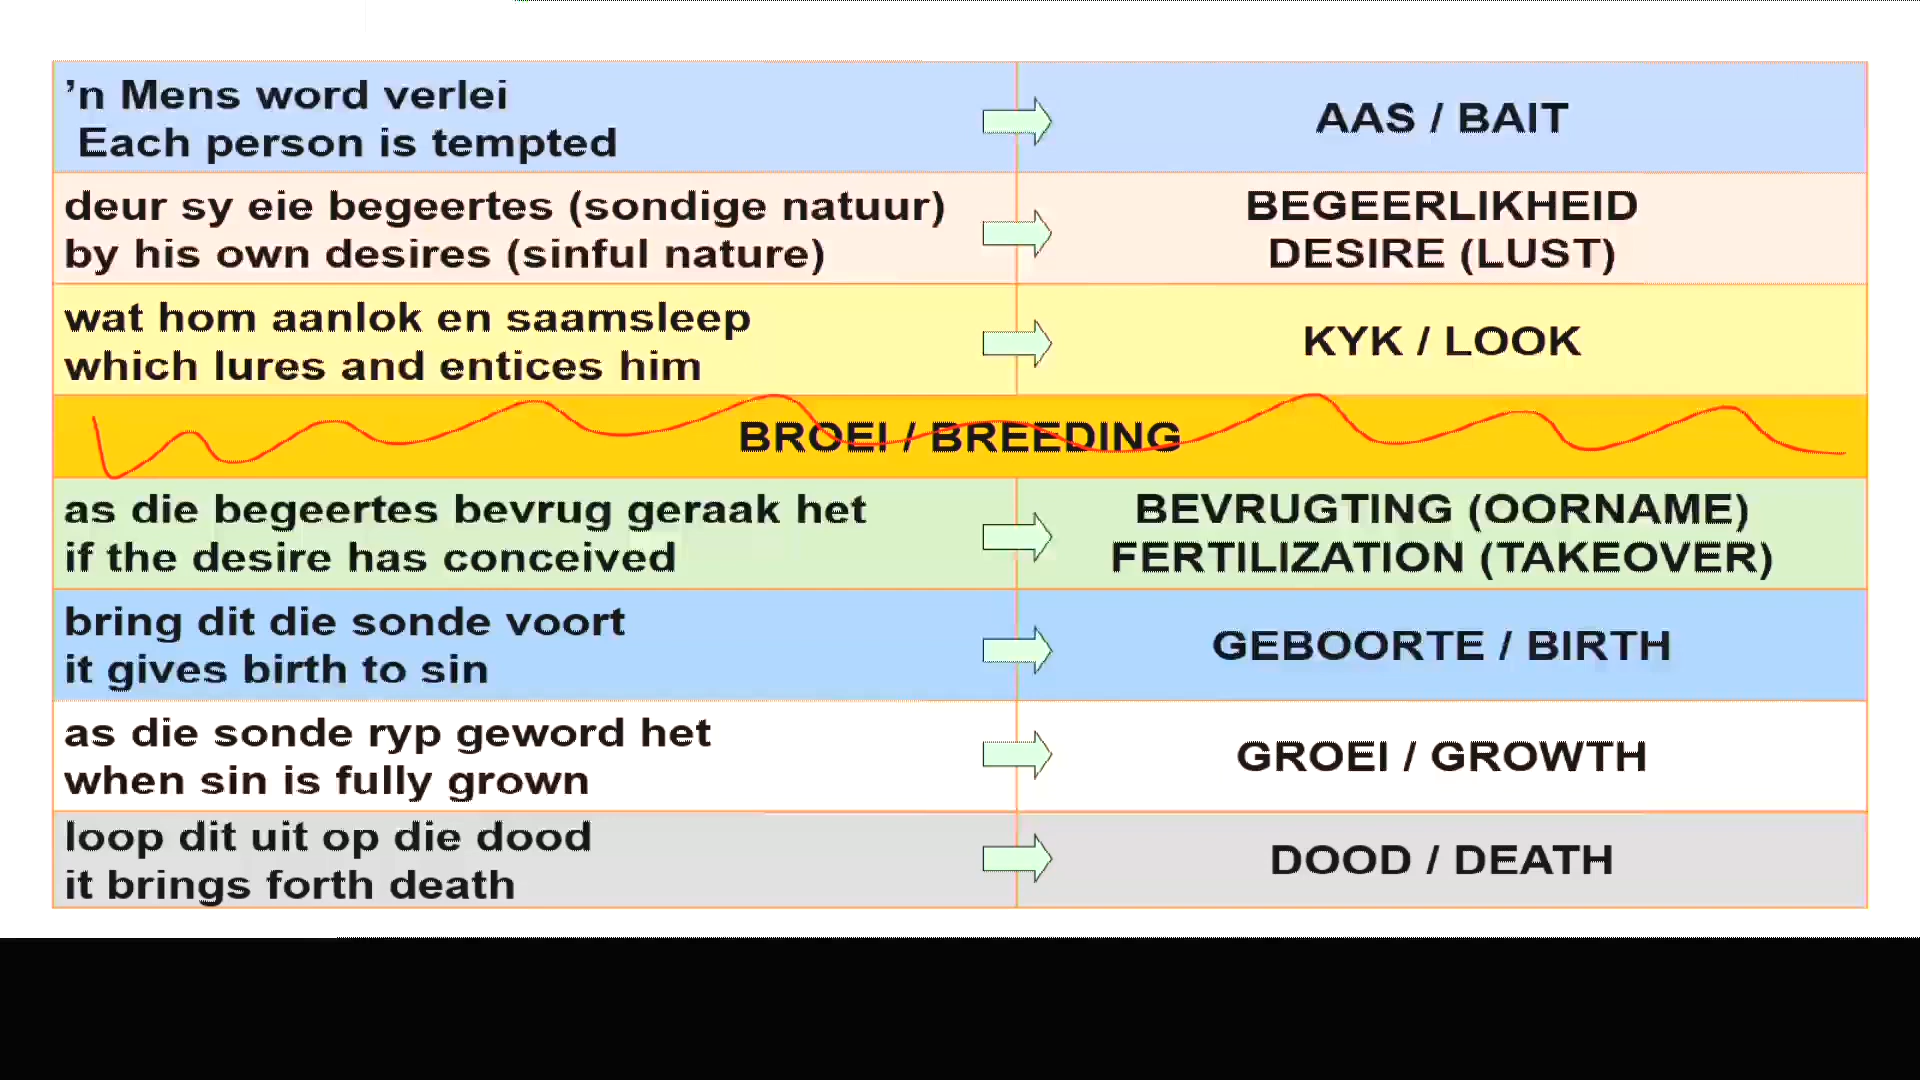 ’n Mens word verlei
Each person is tempted
AAS / BAIT
deur sy eie begeertes (sondige natuur)
by his own desires (sinful nature)
BEGEERLIKHEID
DESIRE (LUST)
wat hom aanlok en saamsleep
which lures and entices him
KYK / LOOK
BROEI / BREEDING
as die begeertes bevrug geraak het
if the desire has conceived
BEVRUGTING (OORNAME)
FERTILIZATION (TAKEOVER)
bring dit die sonde voort
it gives birth to sin
GEBOORTE / BIRTH
as die sonde ryp geword het
when sin is fully grown
GROEI / GROWTH
loop dit uit op die dood
it brings forth death
DOOD / DEATH